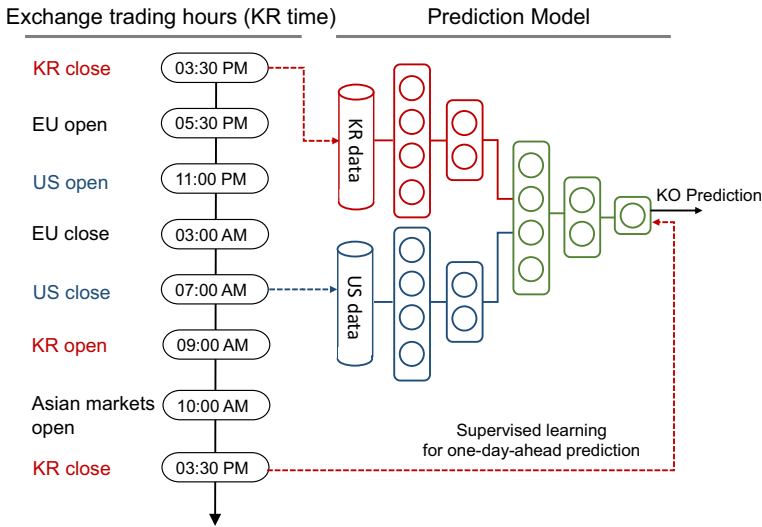 Exchange trading hours (KR time)
Prediction Model
KR close
03:30 PM
EU open
05:30 PM
US open
11:00 PM
EU close
03:00 AM
US close
07:00 AM
KR open
09:00 AM
Asian markets
open
10:00 AM
KR close
03:30 PM
KR data
US data
KO Prediction
Supervised learning
for one-day-ahead prediction